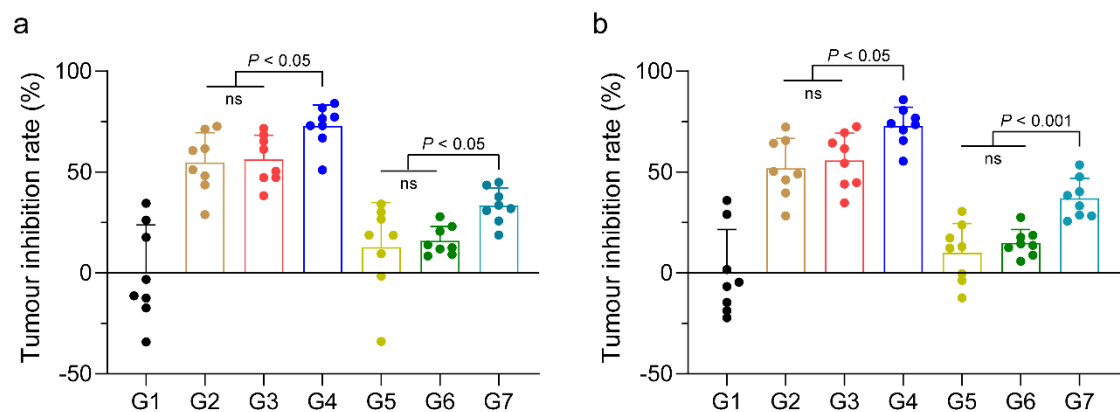 a
Tumour inhibition rate (%)
100
50
0
-50
P < 0.05
ns
P < 0.05
ns
G1 G2 G3 G4 G5 G6 G7
b
Tumour inhibition rate (%)
100
50
0
-50
P < 0.05
ns
P < 0.001
ns
G1 G2 G3 G4 G5 G6 G7